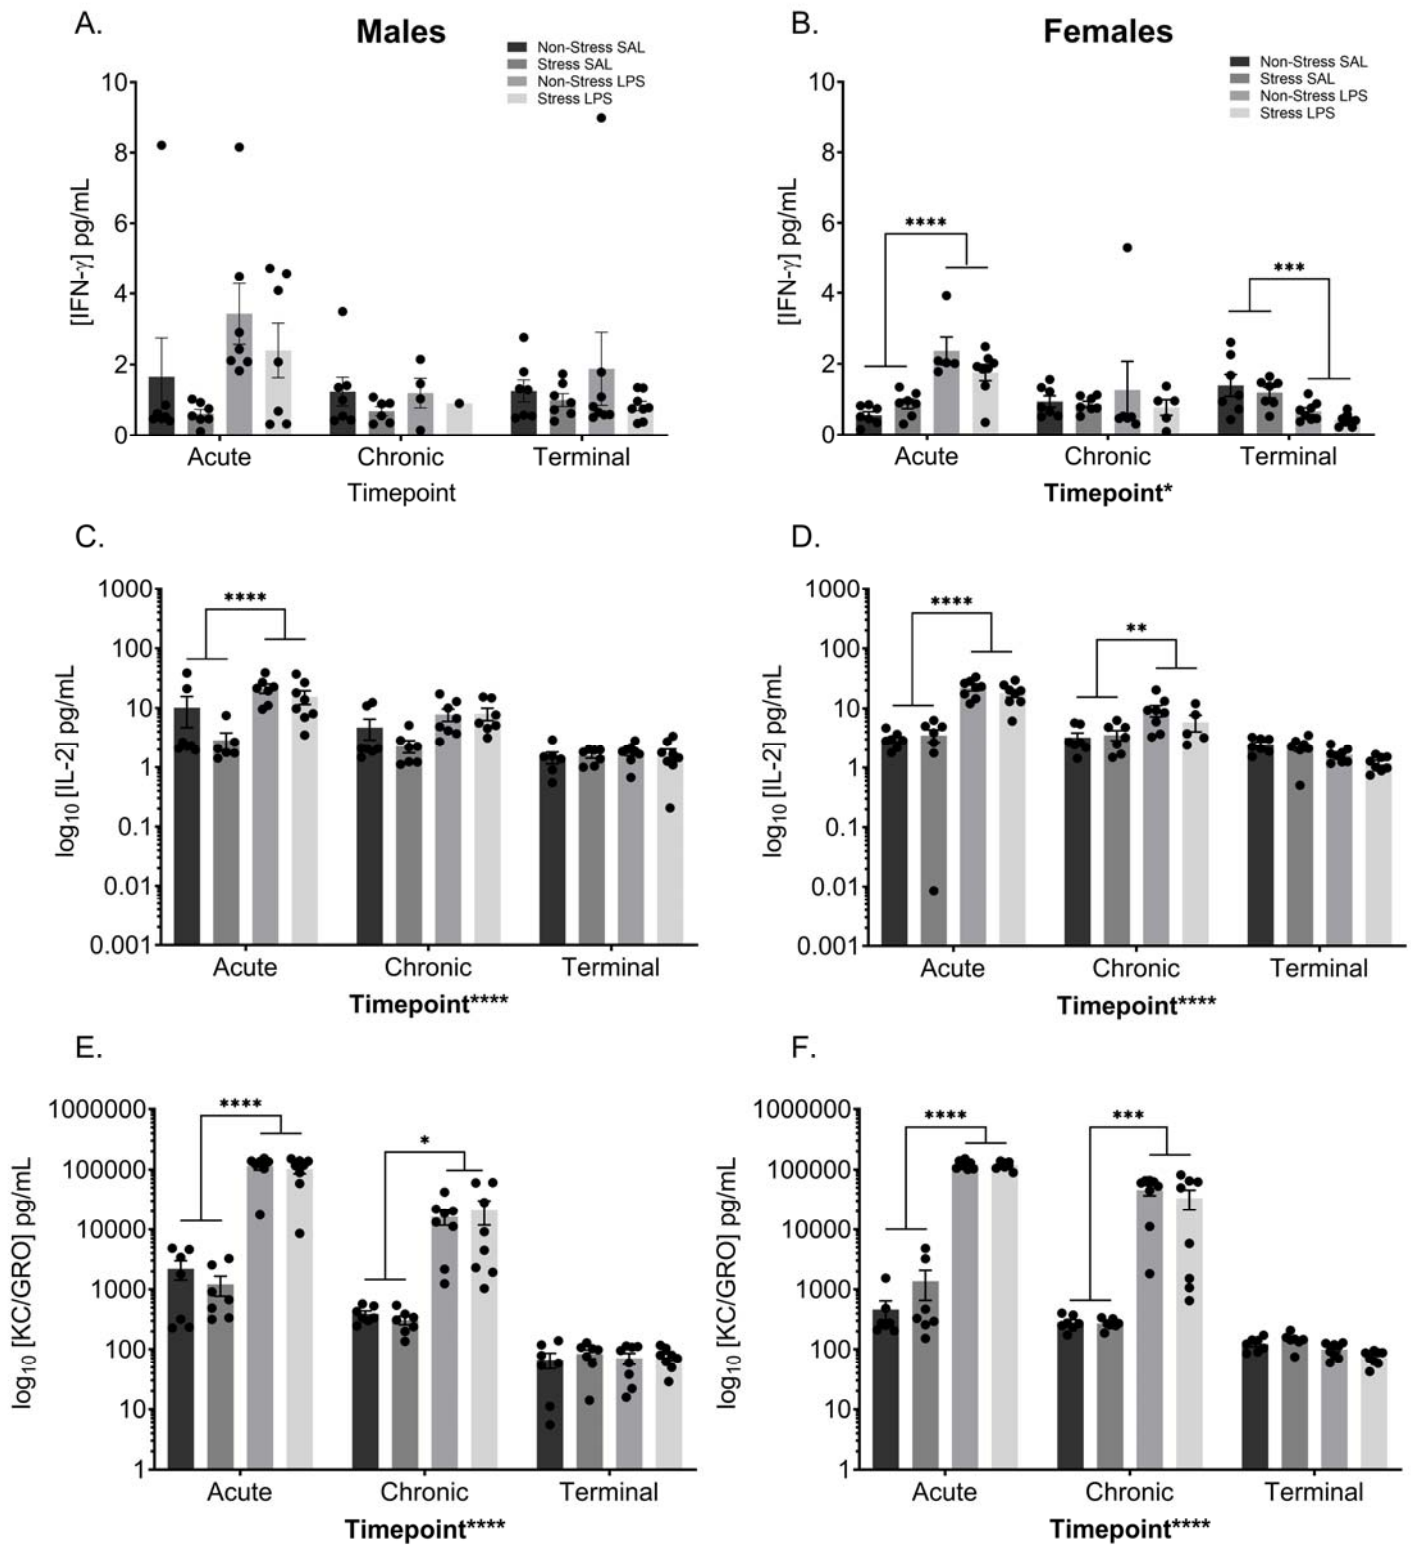 A.
Males
Non-Stress SAL
Stress SAL
Non-Stress LPS
Stress LPS
[IFN-γ] pg/mL
10
8
6
4
2
0
Acute
Chronic
Terminal
Timepoint
B.
Females
Non-Stress SAL
Stress SAL
Non-Stress LPS
Stress LPS
[IFN-γ] pg/mL
10
8
6
4
2
0
****
***
Acute
Chronic
Terminal
Timepoint*
C.
log10 [IL-2] pg/mL
1000
100
10
1
0.1
0.01
0.001
****
Acute
Chronic
Terminal
Timepoint****
D.
log10 [IL-2] pg/mL
1000
100
10
1
0.1
0.01
0.001
****
**
Acute
Chronic
Terminal
Timepoint****
E.
log10 [KC/GRO] pg/mL
1000000
100000
10000
1000
100
10
1
****
*
Acute
Chronic
Terminal
Timepoint****
F.
log10 [KC/GRO] pg/mL
1000000
100000
10000
1000
100
10
1
****
***
Acute
Chronic
Terminal
Timepoint****